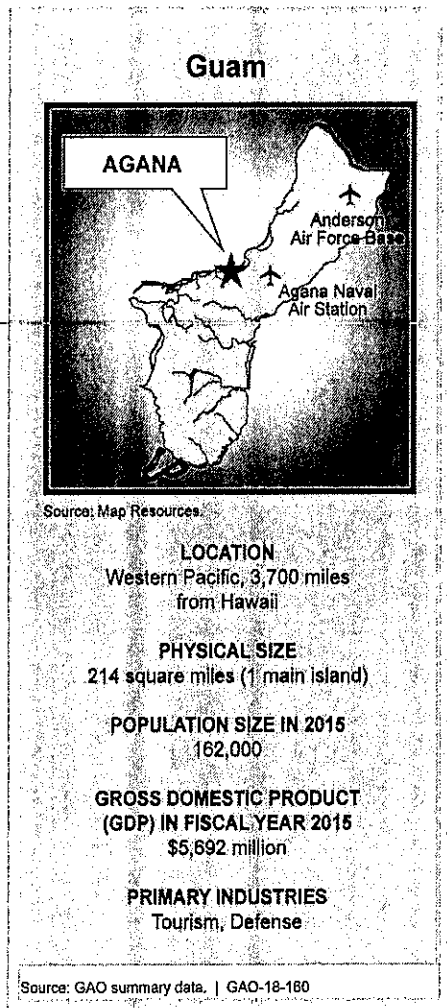 Guam
AGANA
Anderson
Air Force Base
Agana Naval
Air Station
Source: Map Resources.
LOCATION
Western Pacific, 3,700 miles
from Hawaii
PHYSICAL SIZE
214 square miles (1 main island)
POPULATION SIZE IN 2015
162,000
GROSS DOMESTIC PRODUCT
(GDP) IN FISCAL YEAR 2015
$5,692 million
PRIMARY INDUSTRIES
Tourism, Defense
Source: GAO summary data. | GAO-18-160